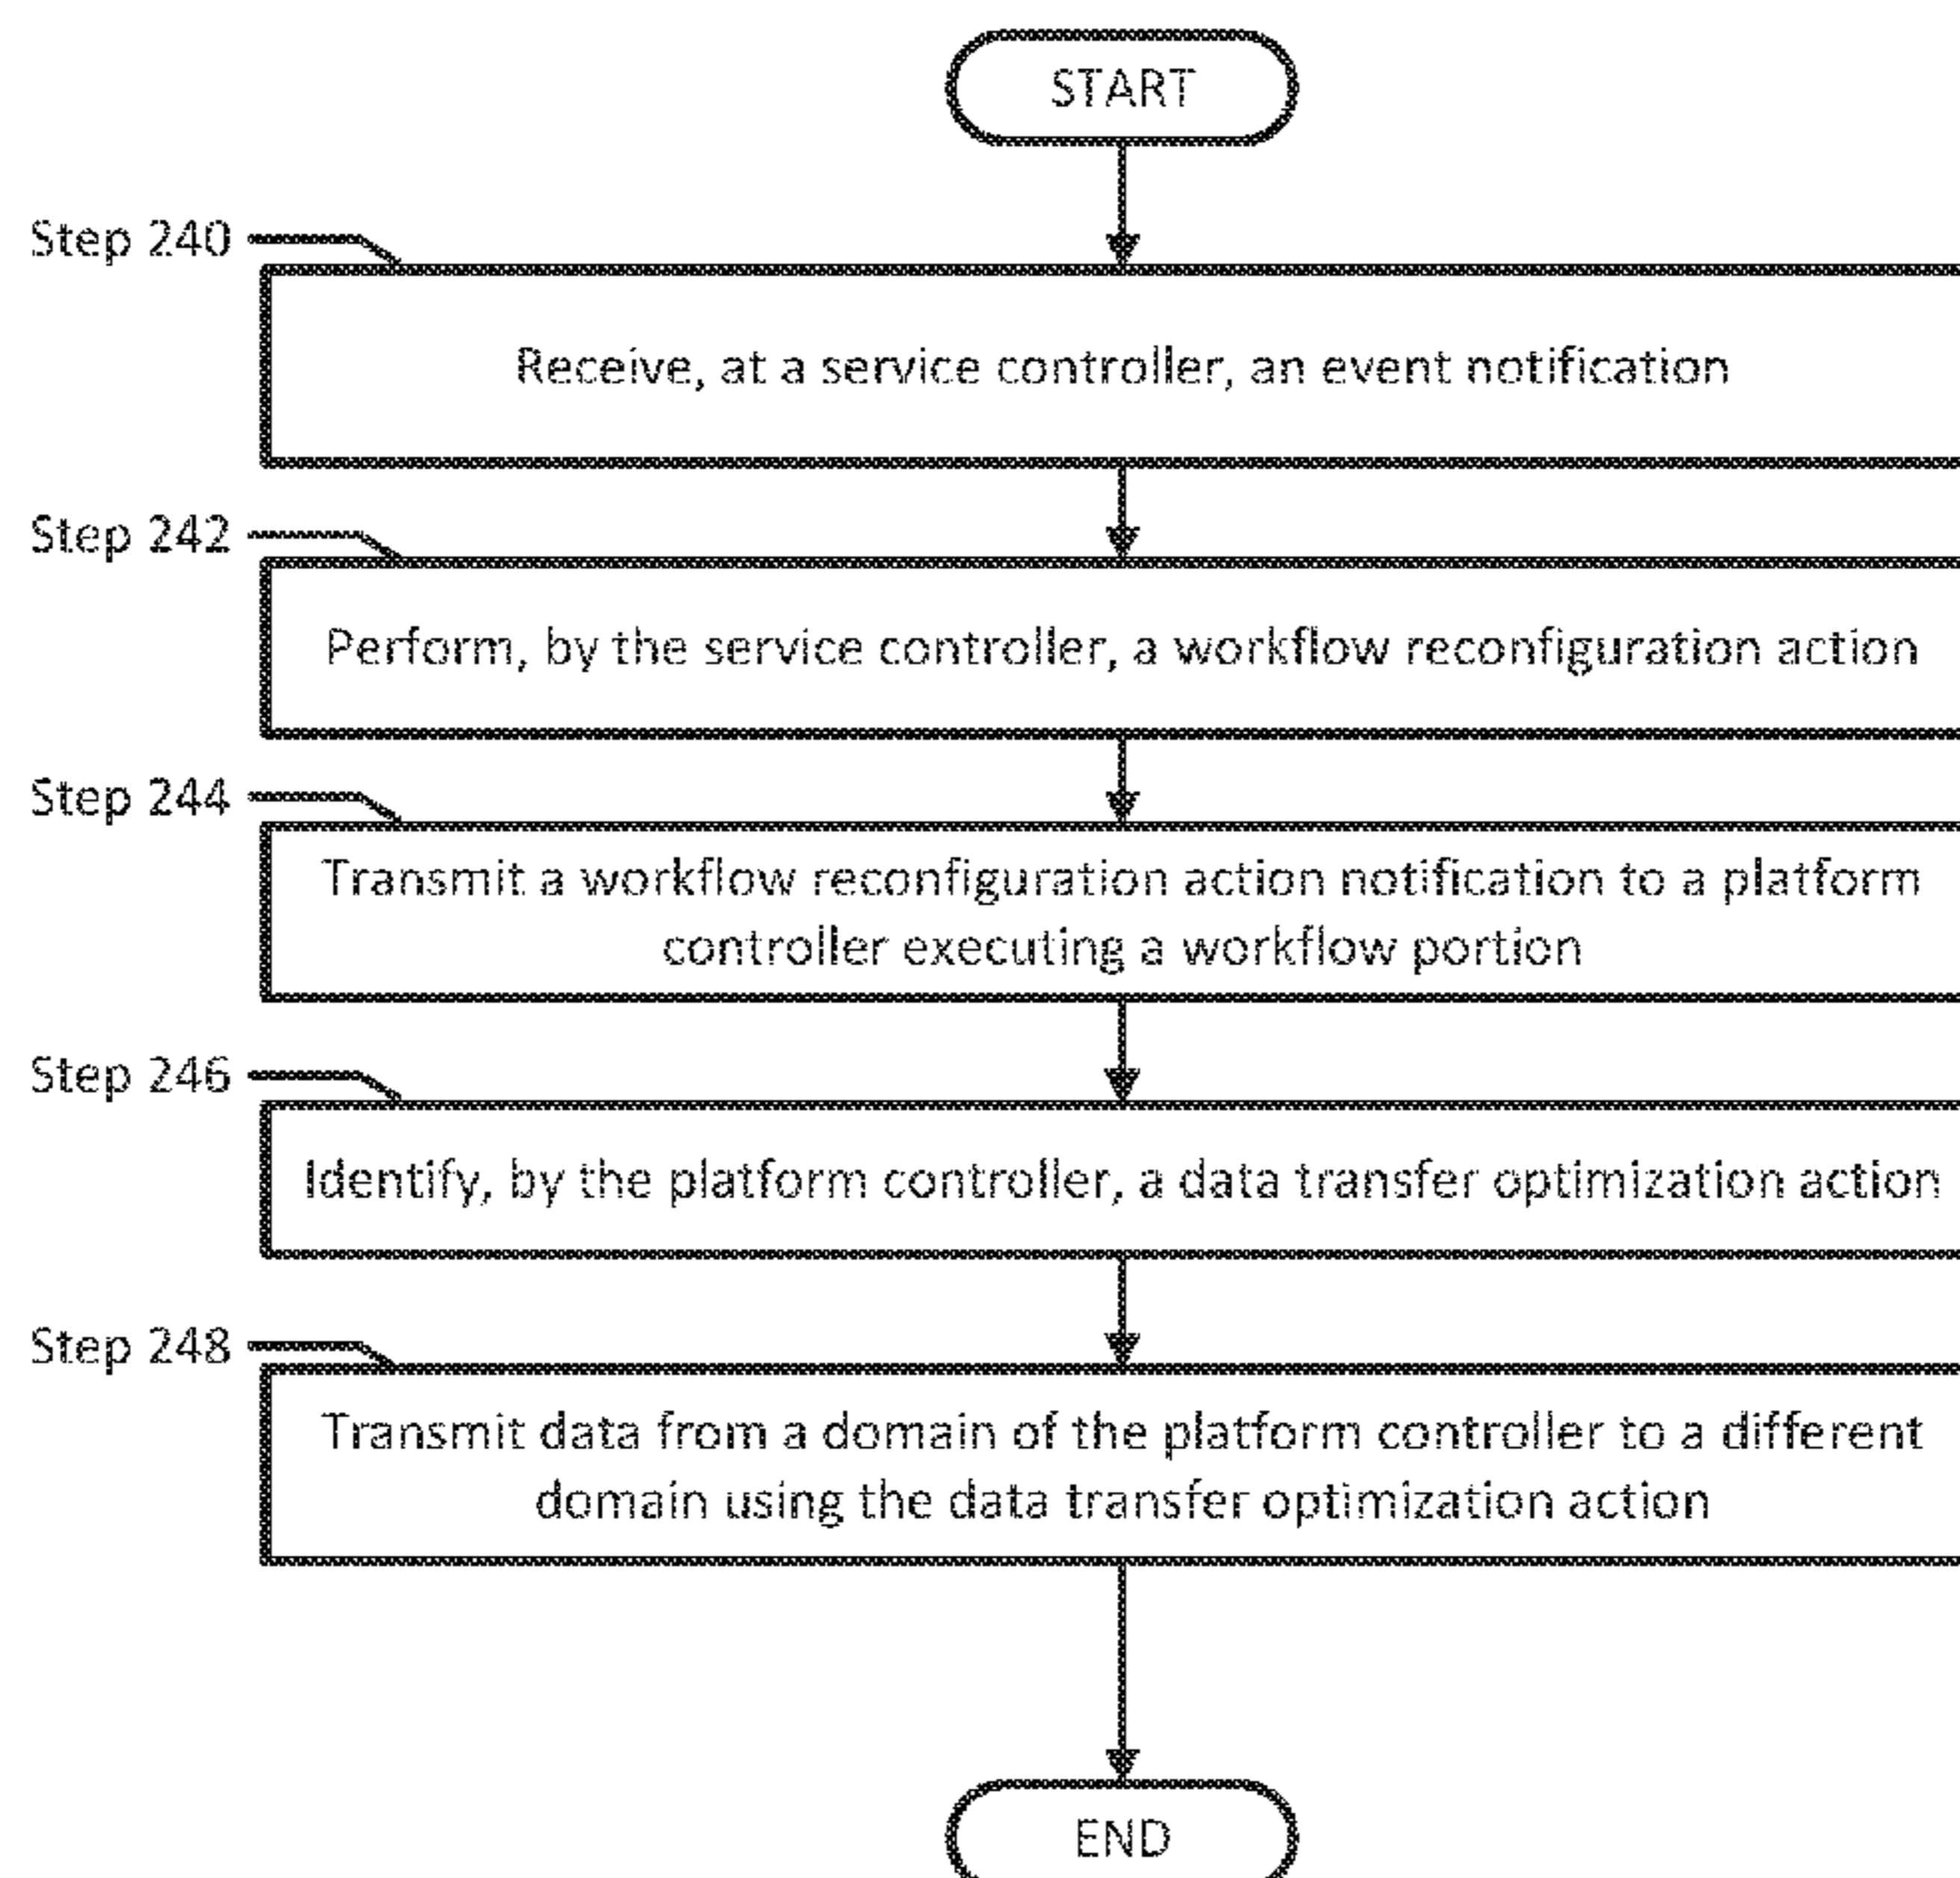 START
Step 240
Receive, at a service controller, an event notification
Step 242
Perform, by the service controller, a workflow reconfiguration action
Step 244
Transmit a workflow reconfiguration action notification to a platform
controller executing a workflow portion
Step 246
Identify, by the platform controller, a data transfer optimization action
Step 248
Transmit data from a domain of the platform controller to a different
domain using the data transfer optimization action
END